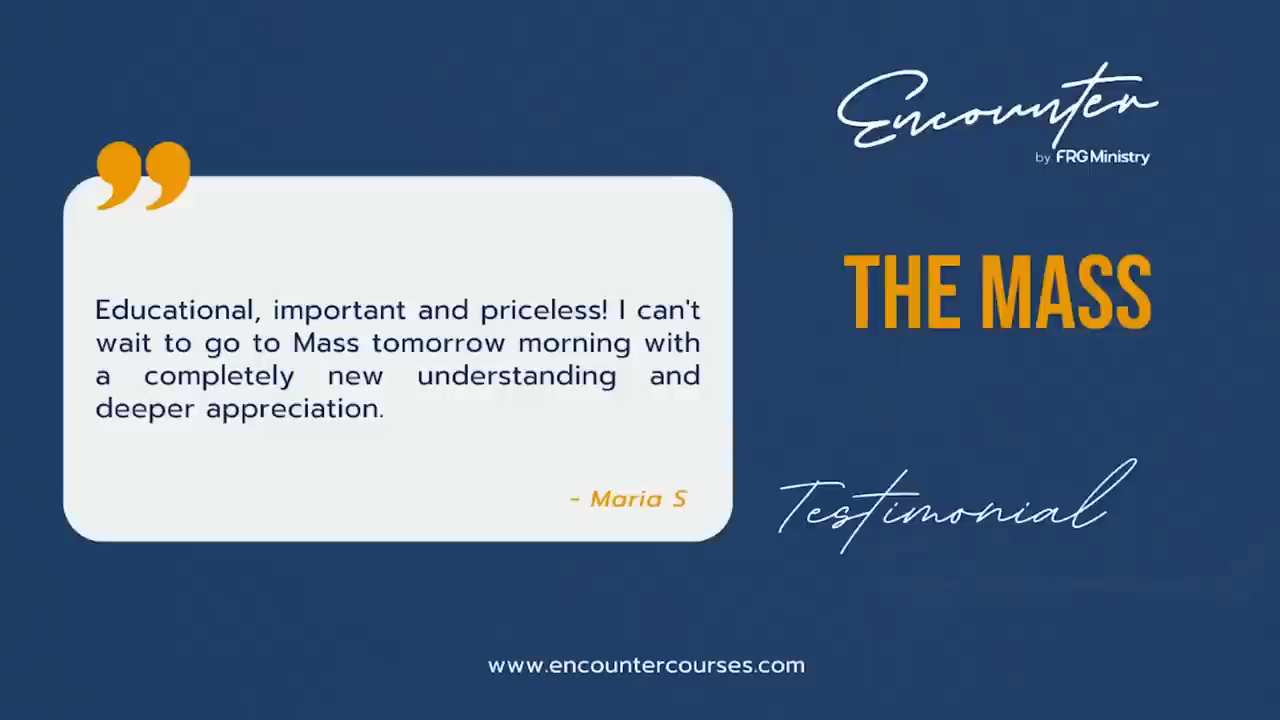 Encounter
by FRG Ministry
THE MASS
Educational, important and priceless! I can't
wait to go to Mass tomorrow morning with
a completely new understanding and
deeper appreciation.
- Maria S
Testimonial
www.encountercourses.com